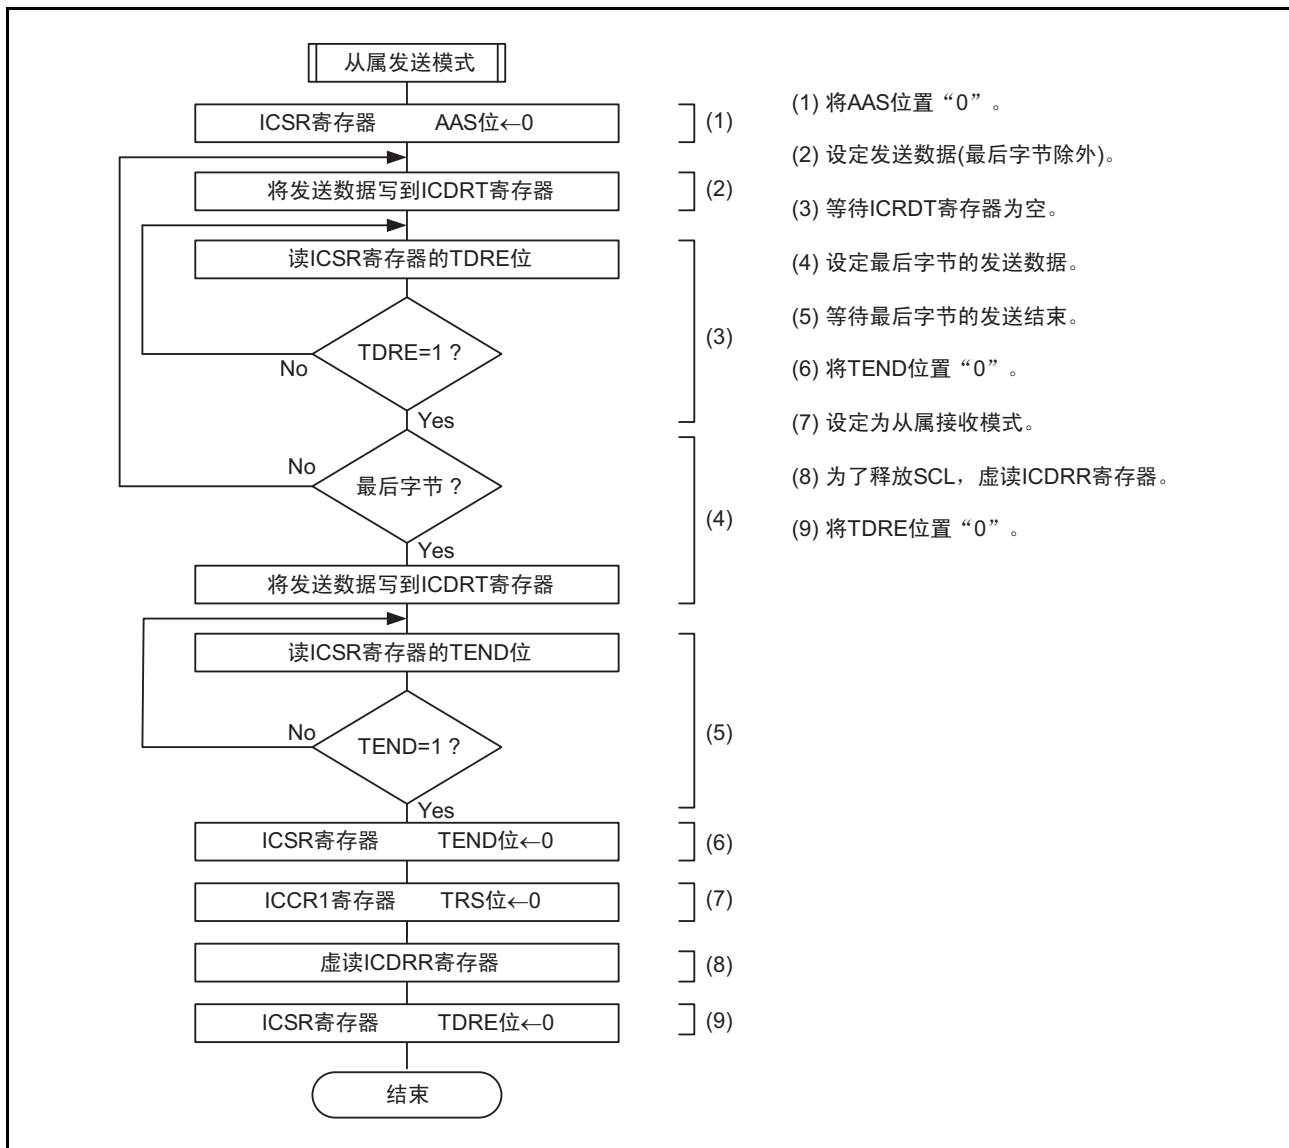 从属发送模式
ICSR寄存器 AAS位←0
(1)
将发送数据写到ICDRT寄存器
(2)
读ICSR寄存器的TDRE位
TDRE=1 ?
No
Yes
(3)
最后字节 ?
No
Yes
将发送数据写到ICDRT寄存器
(4)
读ICSR寄存器的TEND位
TEND=1 ?
No
Yes
(5)
ICSR寄存器 TEND位←0
(6)
ICCR1寄存器 TRS位←0
(7)
虚读ICDRR寄存器
(8)
ICSR寄存器 TDRE位←0
(9)
结束
(1) 将AAS位置“0”。
(2) 设定发送数据(最后字节除外)。
(3) 等待ICRDT寄存器为空。
(4) 设定最后字节的发送数据。
(5) 等待最后字节的发送结束。
(6) 将TEND位置“0”。
(7) 设定为从属接收模式。
(8) 为了释放SCL，虚读ICDRR寄存器。
(9) 将TDRE位置“0”。